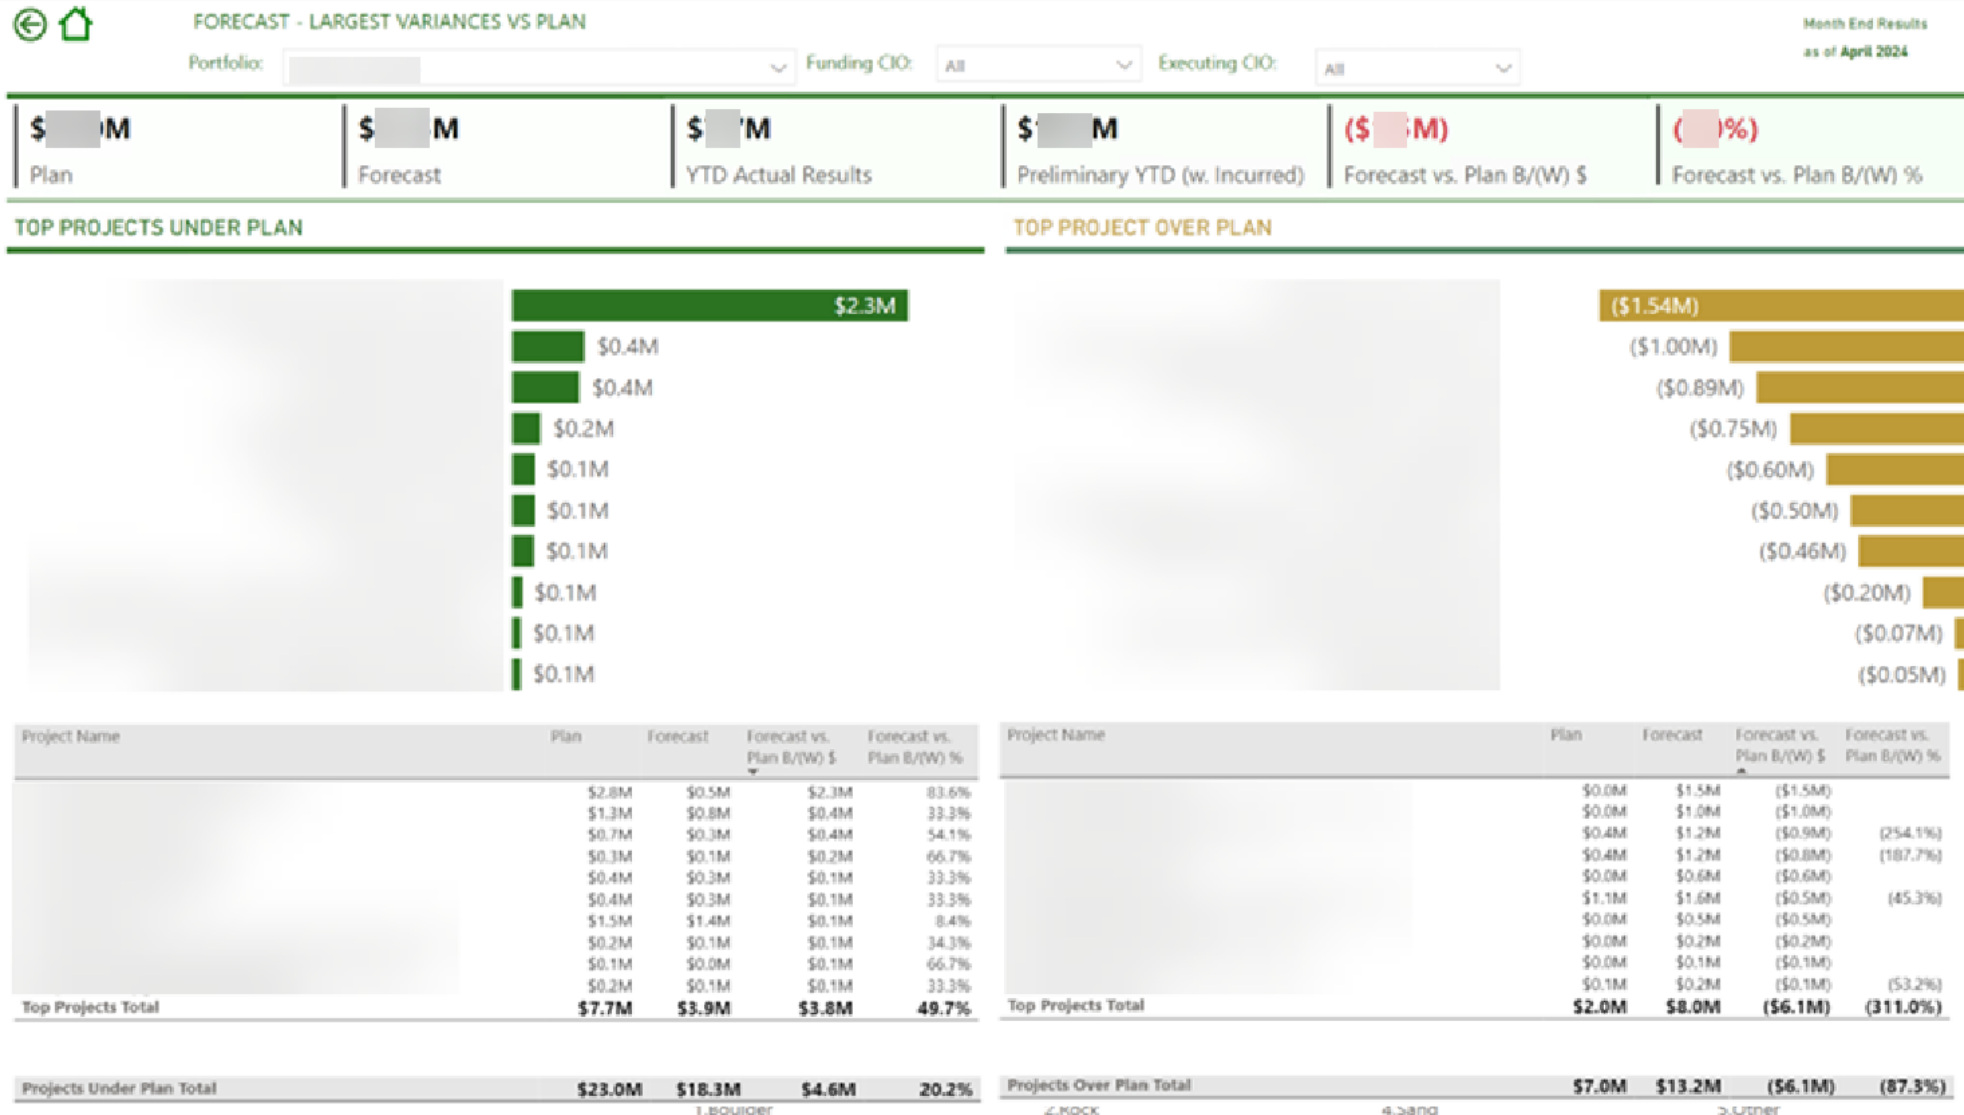 FORECAST - LARGEST VARIANCES VS PLAN
Month End Results
as of April 2024
Portfolio:
Funding CIO: All
Executing CIO: All
$ M
$ M
$ M
$ M
($ M)
( %)
Plan
Forecast
YTD Actual Results
Preliminary YTD (w. Incurred)
Forecast vs. Plan B/(W) $
Forecast vs. Plan B/(W) %
TOP PROJECTS UNDER PLAN
$2.3M
$0.4M
$0.4M
$0.2M
$0.1M
$0.1M
$0.1M
$0.1M
$0.1M
$0.1M
TOP PROJECT OVER PLAN
($1.54M)
($1.00M)
($0.89M)
($0.75M)
($0.60M)
($0.50M)
($0.46M)
($0.20M)
($0.07M)
($0.05M)
Project Name Plan Forecast Forecast vs. Plan B/(W) $ Forecast vs. Plan B/(W) %
$2.8M $0.5M $2.3M 83.6%
$1.3M $0.8M $0.4M 33.3%
$0.7M $0.3M $0.4M 54.1%
$0.3M $0.1M $0.2M 66.7%
$0.4M $0.3M $0.1M 33.3%
$0.4M $0.3M $0.1M 33.3%
$1.5M $1.4M $0.1M 8.4%
$0.2M $0.1M $0.1M 34.3%
$0.1M $0.0M $0.1M 66.7%
$0.2M $0.1M $0.1M 33.3%
Top Projects Total $7.7M $3.9M $3.8M 49.7%
Projects Under Plan Total $23.0M $18.3M $4.6M 20.2%
Project Name Plan Forecast Forecast vs. Plan B/(W) $ Forecast vs. Plan B/(W) %
$0.0M $1.5M ($1.5M)
$0.0M $1.0M ($1.0M)
$0.4M $1.2M ($0.9M) (254.1%)
$0.4M $1.2M ($0.8M) (187.7%)
$0.0M $0.6M ($0.6M)
$1.1M $1.6M ($0.5M) (45.3%)
$0.0M $0.5M ($0.5M)
$0.0M $0.2M ($0.2M)
$0.0M $0.1M ($0.1M)
$0.1M $0.2M ($0.1M) (53.2%)
Top Projects Total $2.0M $8.0M ($6.1M) (311.0%)
Projects Over Plan Total $7.0M $13.2M ($6.1M) (87.3%)
1.Boulder 2.Rock 4.Sand 5.Other